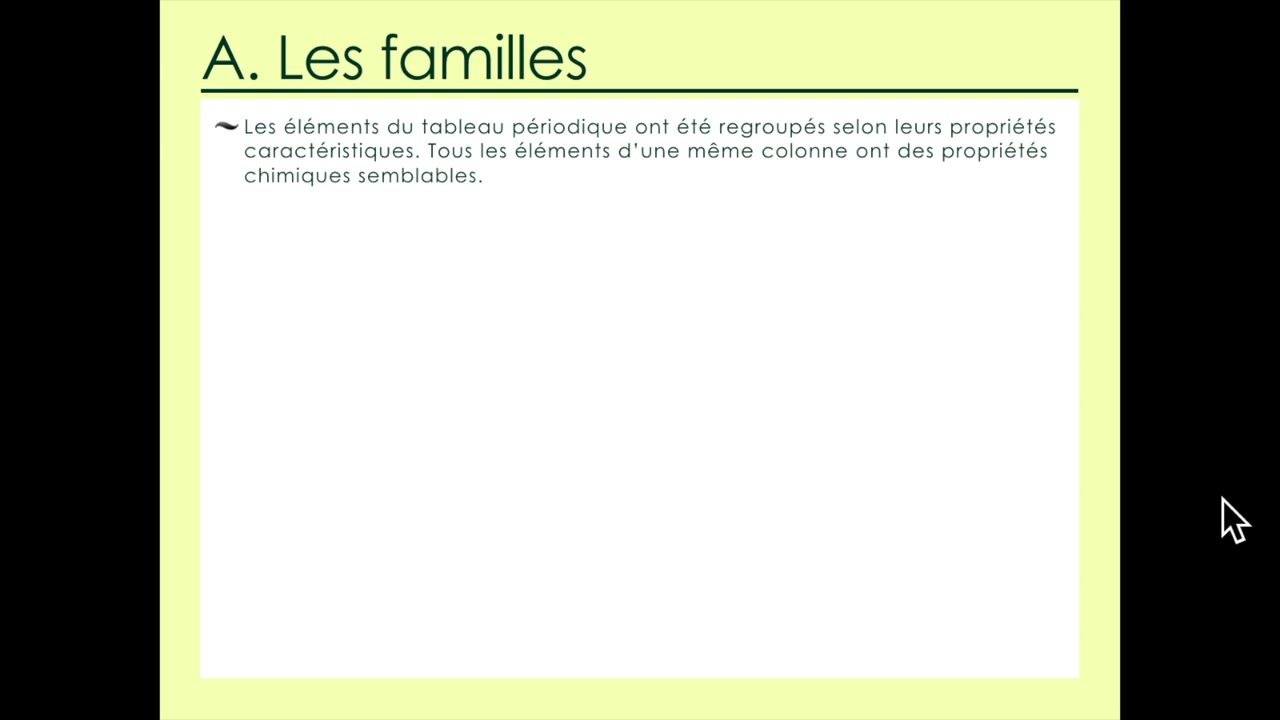 A. Les familles
Les éléments du tableau périodique ont été regroupés selon leurs propriétés
caractéristiques. Tous les éléments d’une même colonne ont des propriétés
chimiques semblables.